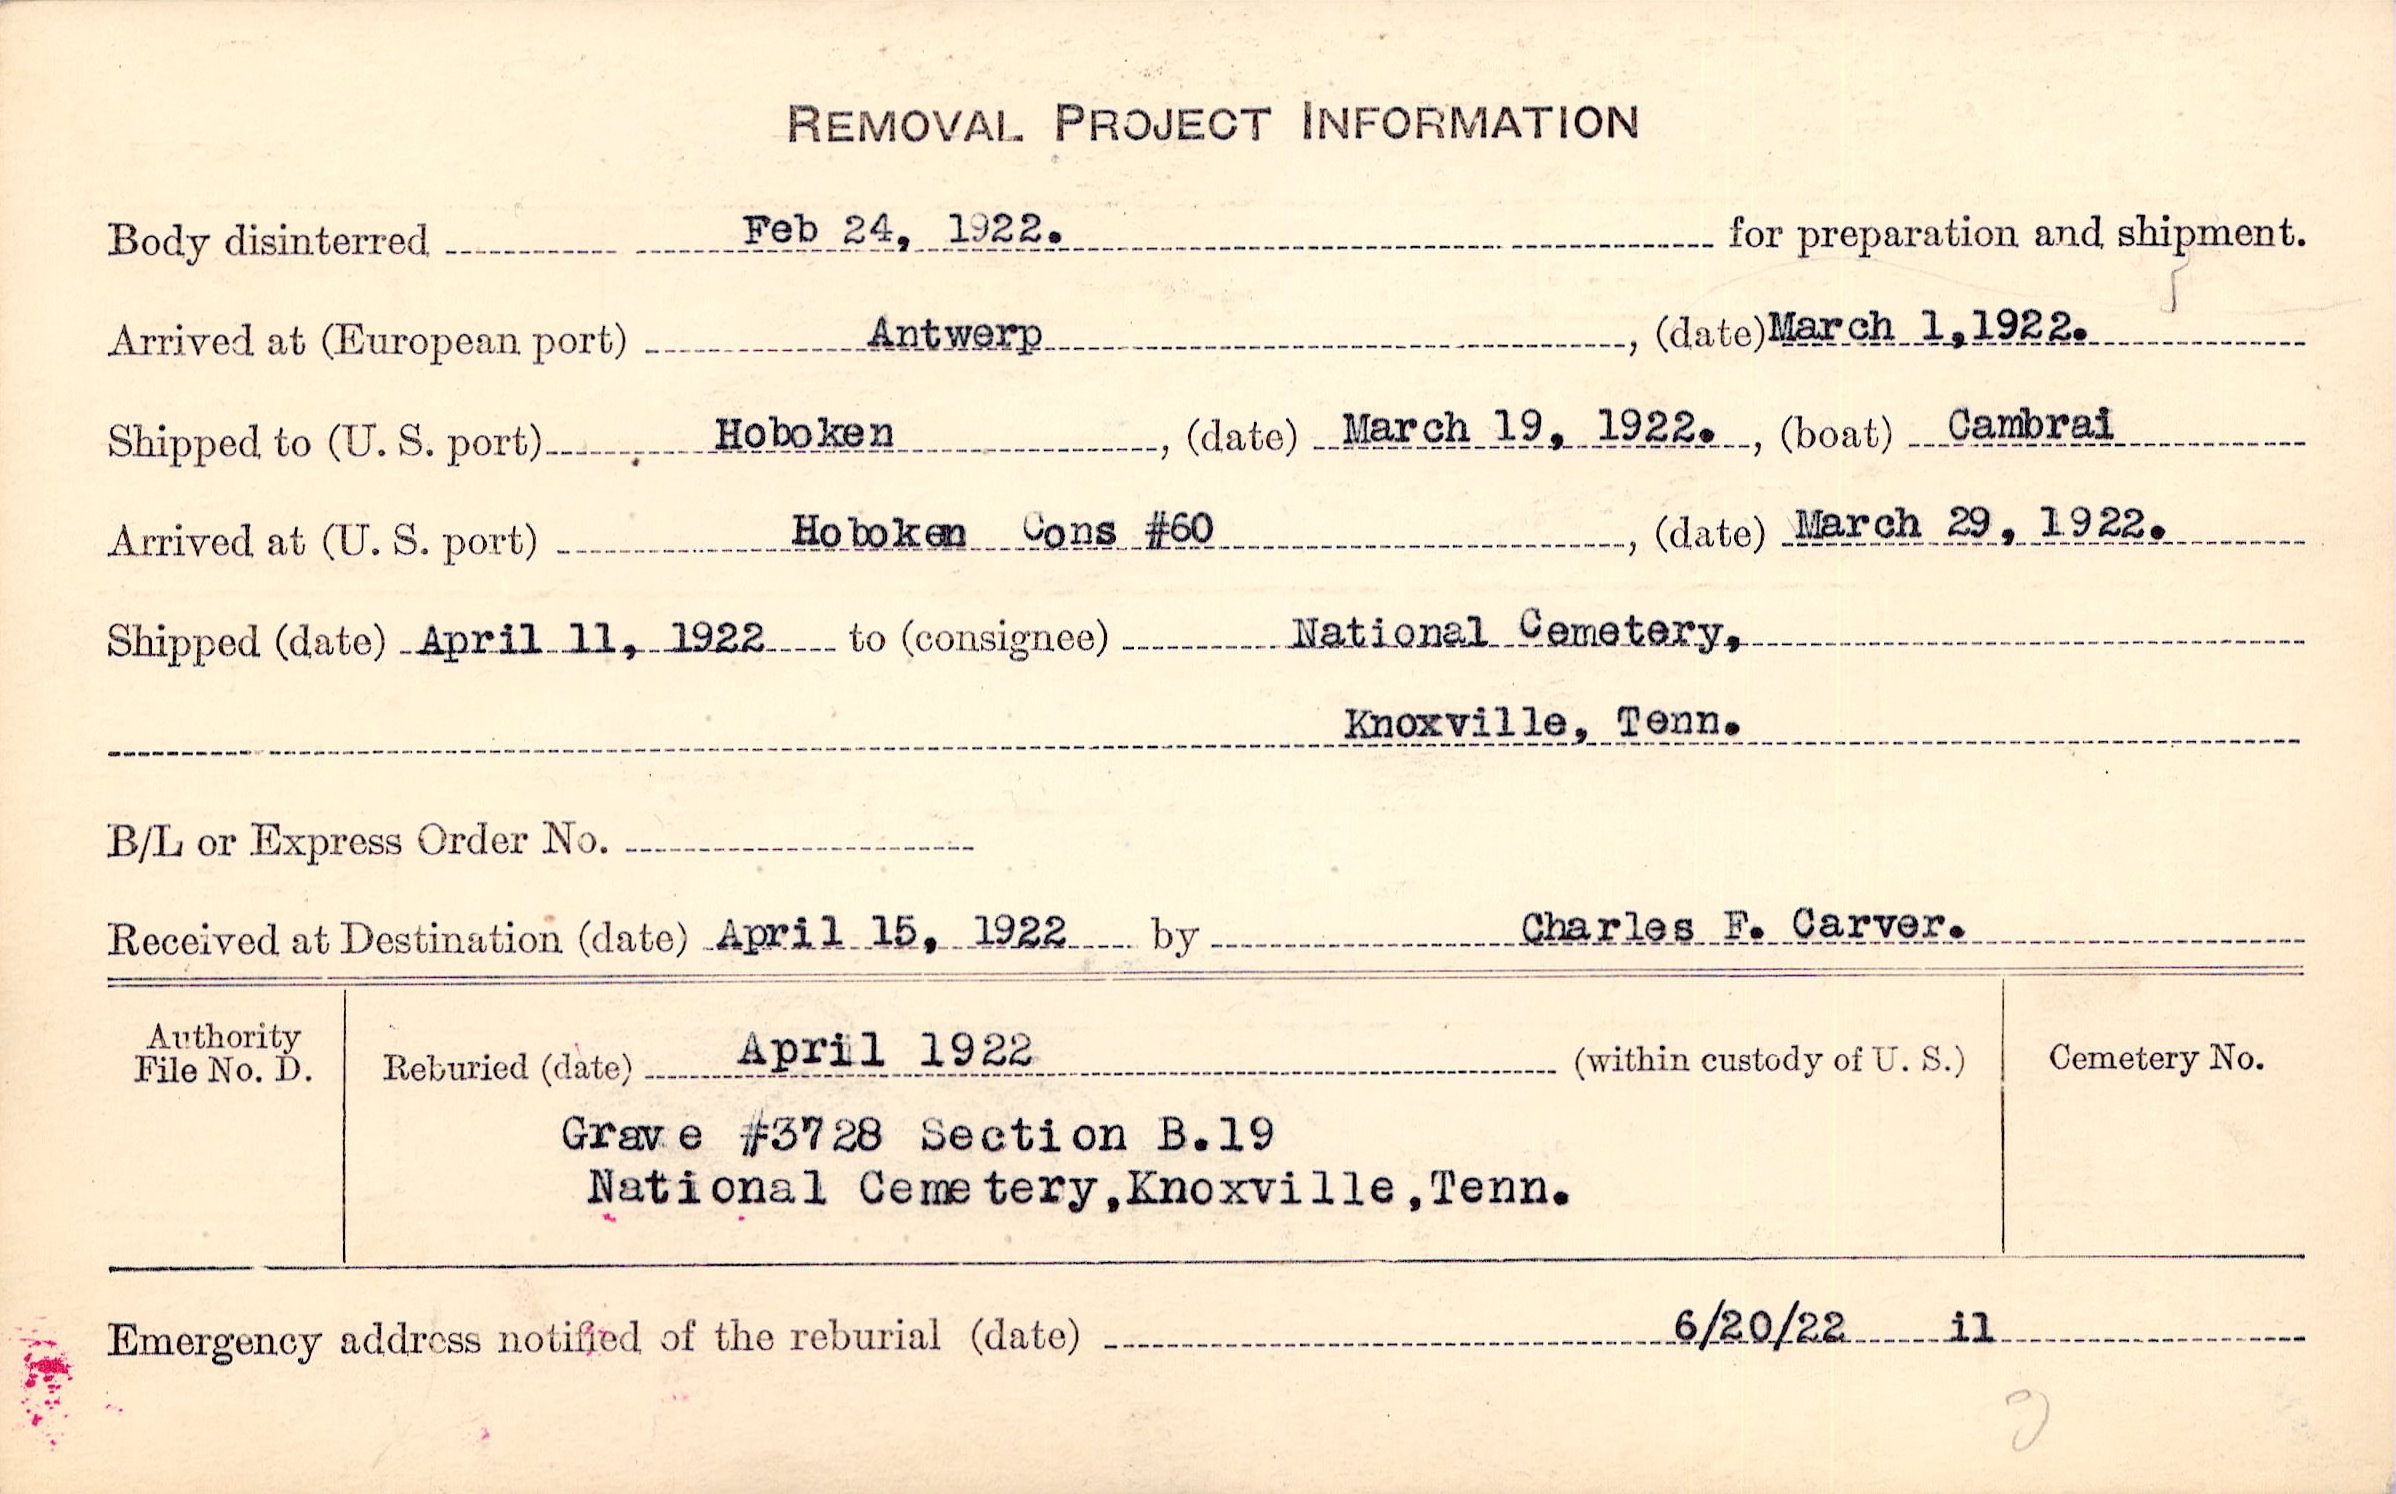 REMOVAL PROJECT INFORMATION
Body disinterred Feb 24, 1922. for preparation and shipment.
Arrived at (European port) Antwerp, (date) March 1,1922.
Shipped to (U. S. port) Hoboken, (date) March 19, 1922., (boat) Cambrai
Arrived at (U. S. port) Hoboken Cons #60, (date) March 29, 1922.
Shipped (date) April 11, 1922 to (consignee) National Cemetery,
Knoxville, Tenn.
B/L or Express Order No.
Received at Destination (date) April 15, 1922 by Charles F. Carver.
Authority
File No. D.
Reburied (date) April 1922 (within custody of U. S.)
Cemetery No.
Grave #3728 Section B.19
National Cemetery,Knoxville,Tenn.
Emergency address notified of the reburial (date) 6/20/22 il